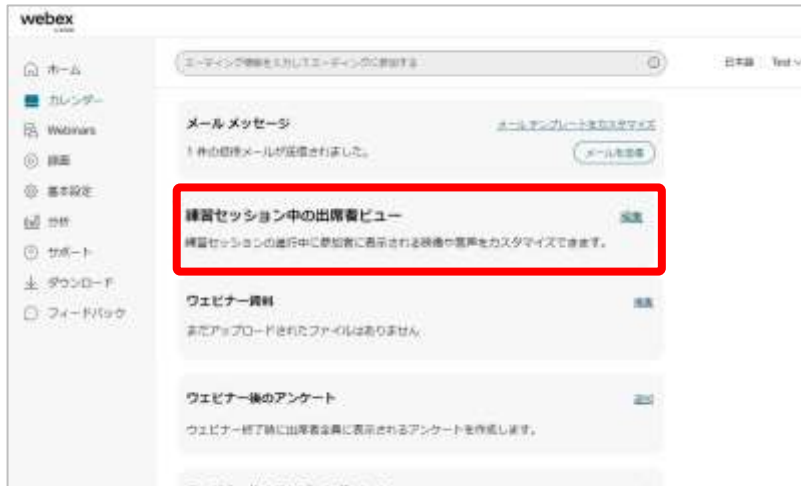 webex
ミーティング情報を入力してミーティングに参加する
日本語 Test
ホーム
カレンダー
Webinars
録画
基本設定
分析
サポート
ダウンロード
フィードバック
メール メッセージ
メール テンプレートをカスタマイズ
1 件の招待メールが送信されました。
メールを送信
練習セッション中の出席者ビュー
編集
練習セッションの進行中に参加者に表示される映像や音声をカスタマイズできます。
ウェビナー資料
編集
まだアップロードされたファイルはありません
ウェビナー後のアンケート
追加
ウェビナー終了時に出席者全員に表示されるアンケートを作成します。